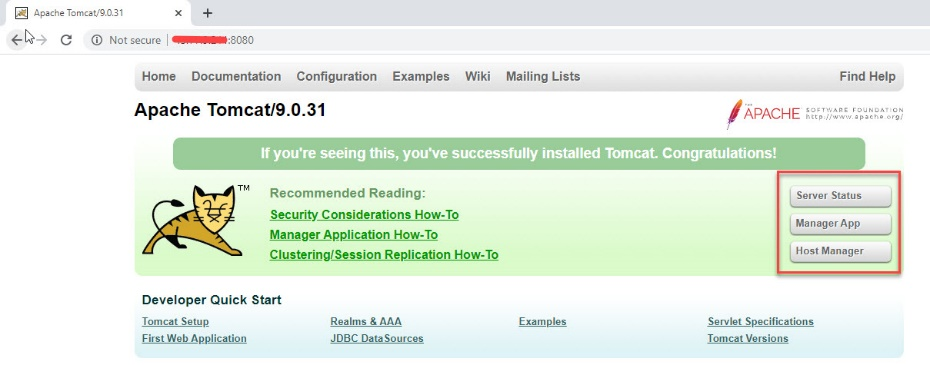 Apache Tomcat/9.0.31
Not secure
:8080
Home Documentation Configuration Examples Wiki Mailing Lists Find Help
Apache Tomcat/9.0.31
THE APACHE SOFTWARE FOUNDATION
http://www.apache.org/
If you're seeing this, you've successfully installed Tomcat. Congratulations!
TM
Recommended Reading:
Security Considerations How-To
Manager Application How-To
Clustering/Session Replication How-To
Server Status
Manager App
Host Manager
Developer Quick Start
Tomcat Setup
First Web Application
Realms & AAA
JDBC DataSources
Examples
Servlet Specifications
Tomcat Versions